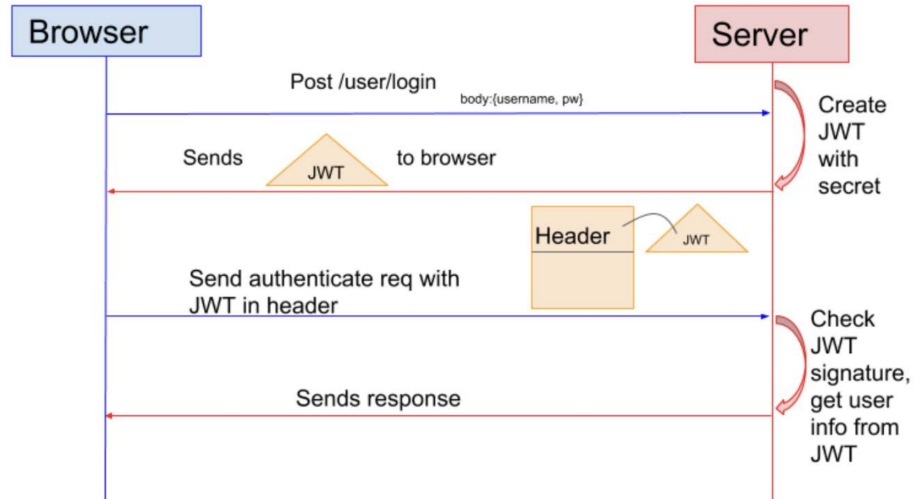 Browser
Server
Post /user/login
body:{username, pw}
Create
JWT
with
secret
Sends
JWT
to browser
Header
JWT
Send authenticate req with
JWT in header
Check
JWT
signature,
get user
info from
JWT
Sends response